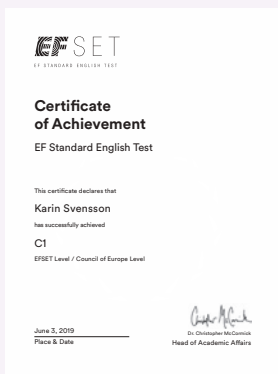 EF SET
EF STANDARD ENGLISH TEST
Certificate
of Achievement
EF Standard English Test
This certificate declares that
Karin Svensson
has successfully achieved
C1
EFSET Level / Council of Europe Level
June 3, 2019
Place & Date
Dr. Christopher McCormick
Head of Academic Affairs